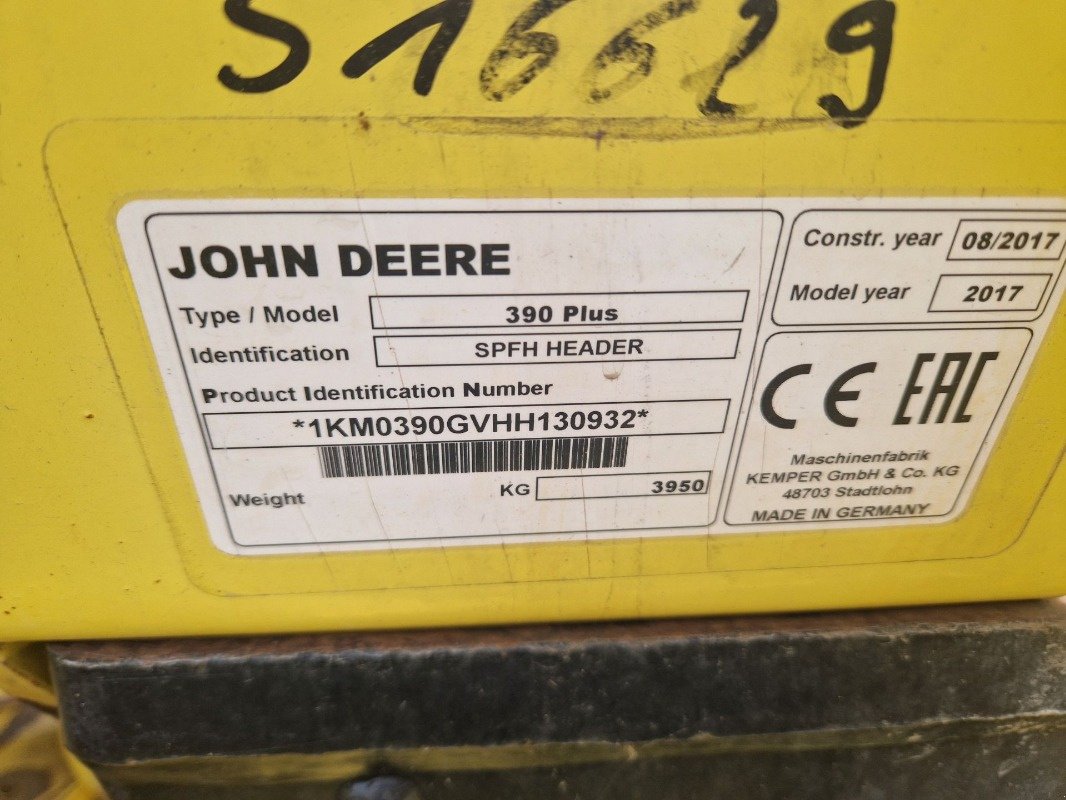 S16629
JOHN DEERE
Type / Model 390 Plus
Identification SPFH HEADER
Product Identification Number
*1KM0390GVHH130932*
Weight KG 3950
Constr. year 08/2017
Model year 2017
CE EAC
Maschinenfabrik
KEMPER GmbH & Co. KG
48703 Stadtlohn
MADE IN GERMANY